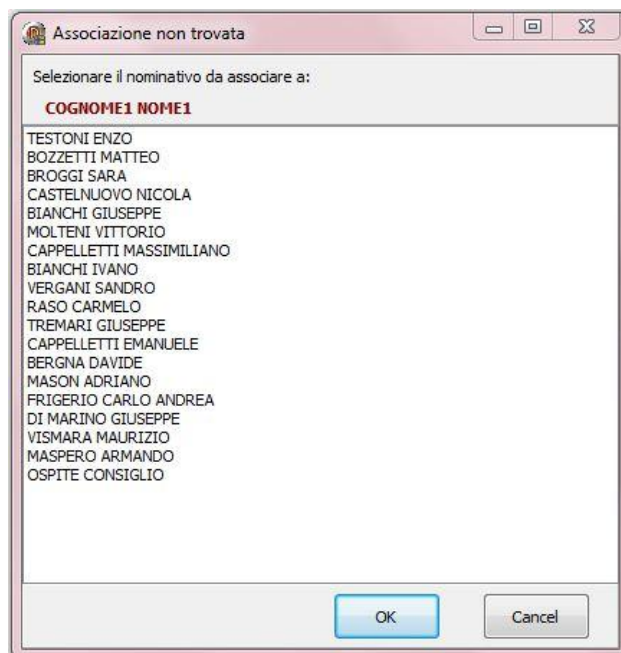 Associazione non trovata
Selezionare il nominativo da associare a:
COGNOME1 NOME1
TESTONI ENZO
BOZZETTI MATTEO
BROGGI SARA
CASTELNUOVO NICOLA
BIANCHI GIUSEPPE
MOLTENI VITTORIO
CAPPELLETTI MASSIMILIANO
BIANCHI IVANO
VERGANI SANDRO
RASO CARMELO
TREMARI GIUSEPPE
CAPPELLETTI EMANUELE
BERGNA DAVIDE
MASON ADRIANO
FRIGERIO CARLO ANDREA
DI MARINO GIUSEPPE
VISMARA MAURIZIO
MASPERO ARMANDO
OSPITE CONSIGLIO
OK Cancel